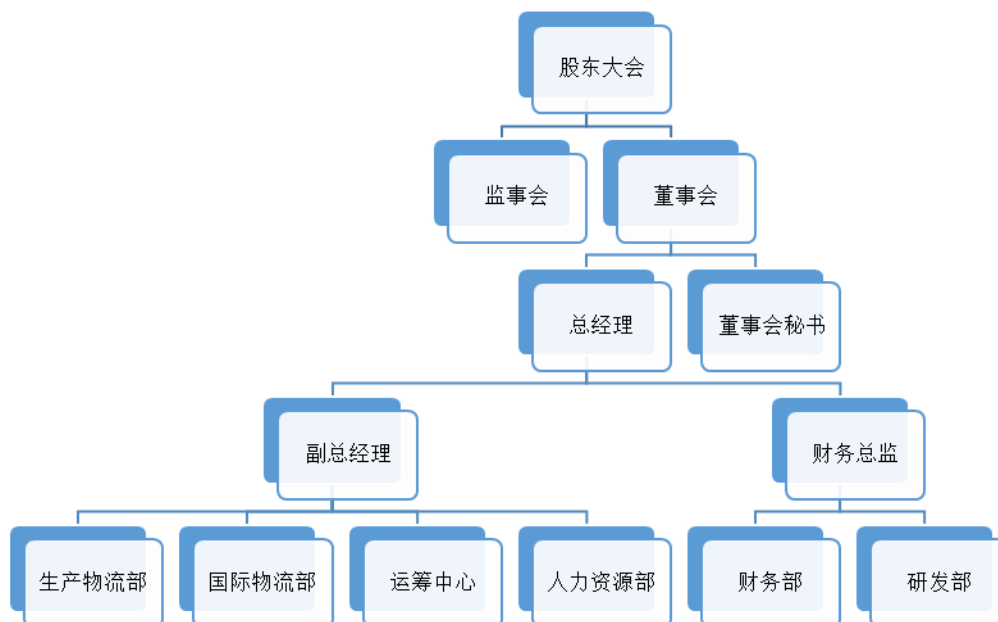 股东大会
监事会
董事会
总经理
董事会秘书
副总经理
财务总监
生产物流部
国际物流部
运筹中心
人力资源部
财务部
研发部